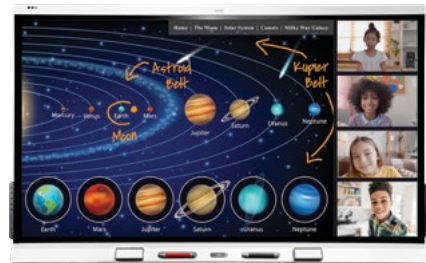 Home | The Moon | Solar System | Comets | Milky Way Galaxy
Astroid
Belt
Kupier
Belt
Mercury
Venus
Earth
Mars
Jupiter
Saturn
Uranus
Neptune
Moon
Earth
Mars
Jupiter
Saturn
Uranus
Neptune